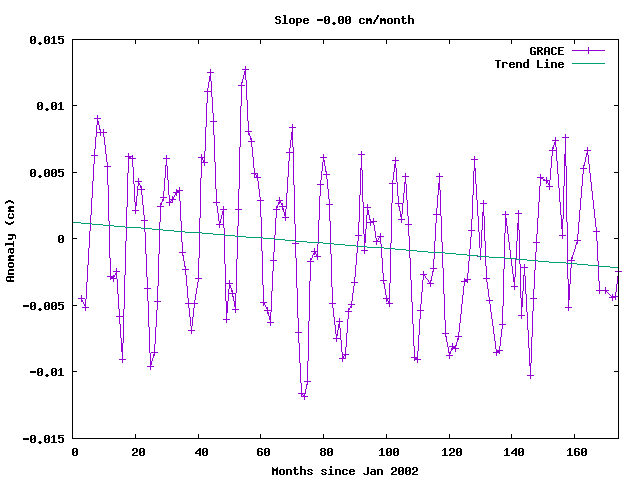 Slope -0.00 cm/month
0.015
GRACE
Trend Line
0.01
0.005
0
-0.005
-0.01
-0.015
Anomaly (cm)
0 20 40 60 80 100 120 140 160
Months since Jan 2002